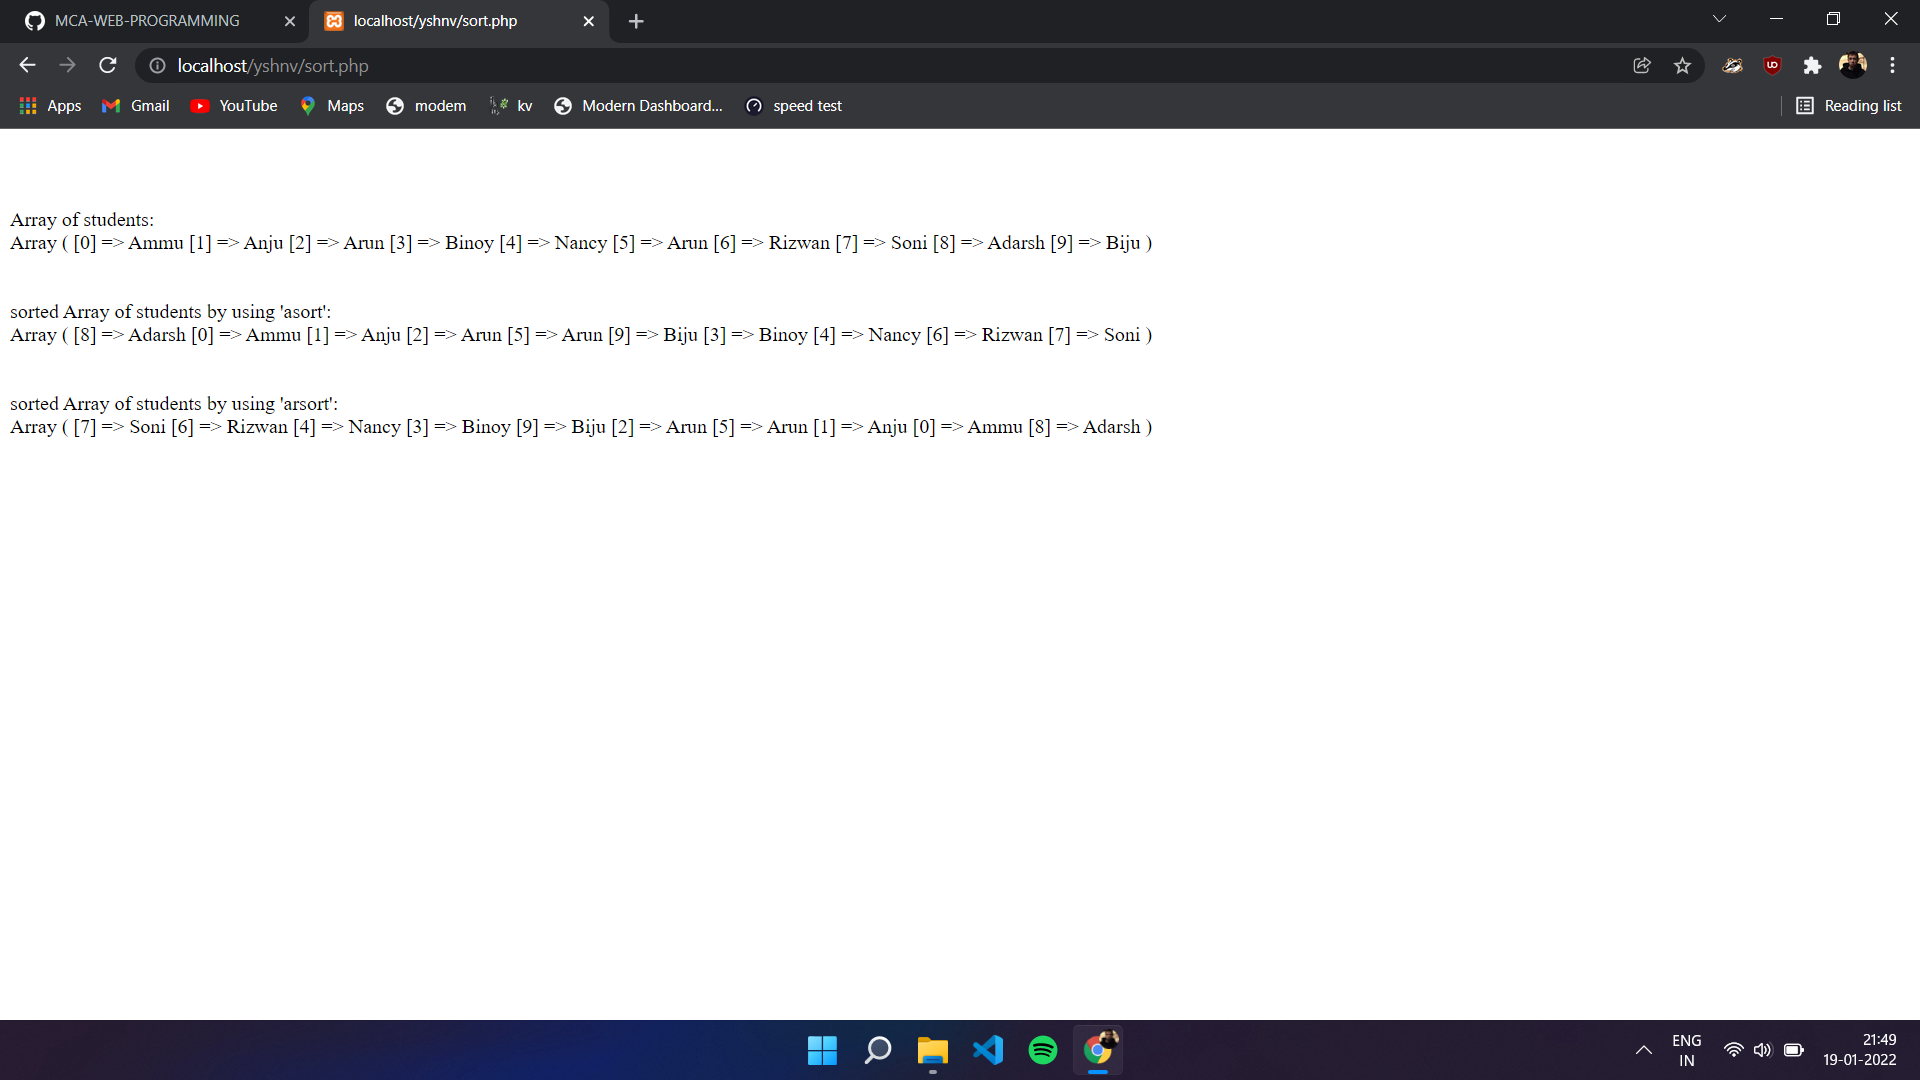 MCA-WEB-PROGRAMMING
localhost/yshnv/sort.php
localhost/yshnv/sort.php
Apps Gmail YouTube Maps modem kv Modern Dashboard... speed test Reading list
Array of students:
Array ( [0] => Ammu [1] => Anju [2] => Arun [3] => Binoy [4] => Nancy [5] => Arun [6] => Rizwan [7] => Soni [8] => Adarsh [9] => Biju )
sorted Array of students by using 'asort':
Array ( [8] => Adarsh [0] => Ammu [1] => Anju [2] => Arun [5] => Arun [9] => Biju [3] => Binoy [4] => Nancy [6] => Rizwan [7] => Soni )
sorted Array of students by using 'arsort':
Array ( [7] => Soni [6] => Rizwan [4] => Nancy [3] => Binoy [9] => Biju [2] => Arun [5] => Arun [1] => Anju [0] => Ammu [8] => Adarsh )
ENG
IN
21:49
19-01-2022